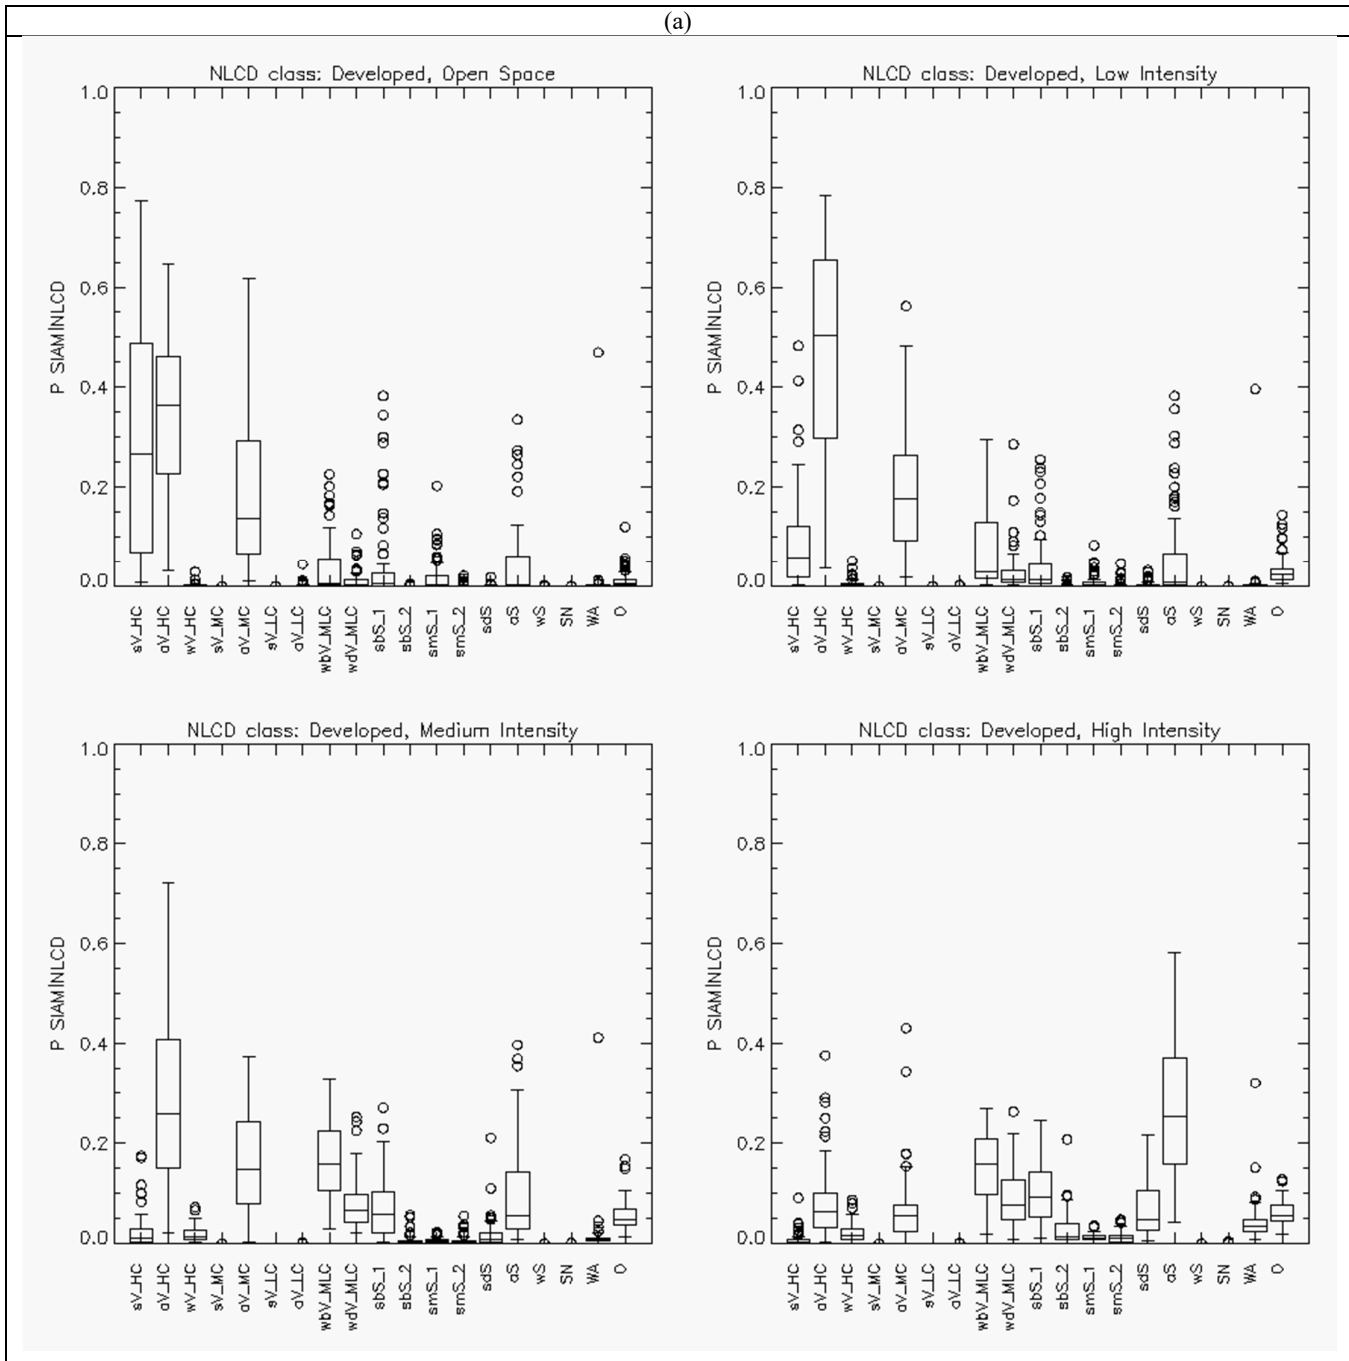 (a)
NLCD class: Developed, Open Space
1.0
0.8
0.6
0.4
0.2
0.0
P SIAM|NLCD
sV_HC
aV_HC
wV_HC
sV_MC
aV_MC
sV_LC
aV_LC
wbV_MLC
wdV_MLC
sbS_1
sbS_2
smS_1
smS_2
sdS
aS
wS
SN
WA
O
NLCD class: Developed, Low Intensity
1.0
0.8
0.6
0.4
0.2
0.0
P SIAM|NLCD
sV_HC
aV_HC
wV_HC
sV_MC
aV_MC
sV_LC
aV_LC
wbV_MLC
wdV_MLC
sbS_1
sbS_2
smS_1
smS_2
sdS
aS
wS
SN
WA
O
NLCD class: Developed, Medium Intensity
1.0
0.8
0.6
0.4
0.2
0.0
P SIAM|NLCD
sV_HC
aV_HC
wV_HC
sV_MC
aV_MC
sV_LC
aV_LC
wbV_MLC
wdV_MLC
sbS_1
sbS_2
smS_1
smS_2
sdS
aS
wS
SN
WA
O
NLCD class: Developed, High Intensity
1.0
0.8
0.6
0.4
0.2
0.0
P SIAM|NLCD
sV_HC
aV_HC
wV_HC
sV_MC
aV_MC
sV_LC
aV_LC
wbV_MLC
wdV_MLC
sbS_1
sbS_2
smS_1
smS_2
sdS
aS
wS
SN
WA
O